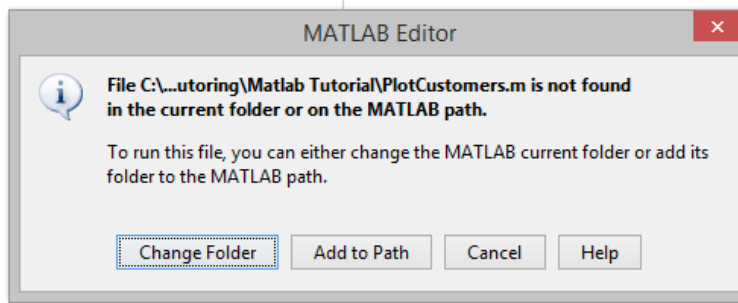 MATLAB Editor
File C:\...utoring\Matlab Tutorial\PlotCustomers.m is not found
in the current folder or on the MATLAB path.
To run this file, you can either change the MATLAB current folder or add its
folder to the MATLAB path.
Change Folder
Add to Path
Cancel
Help